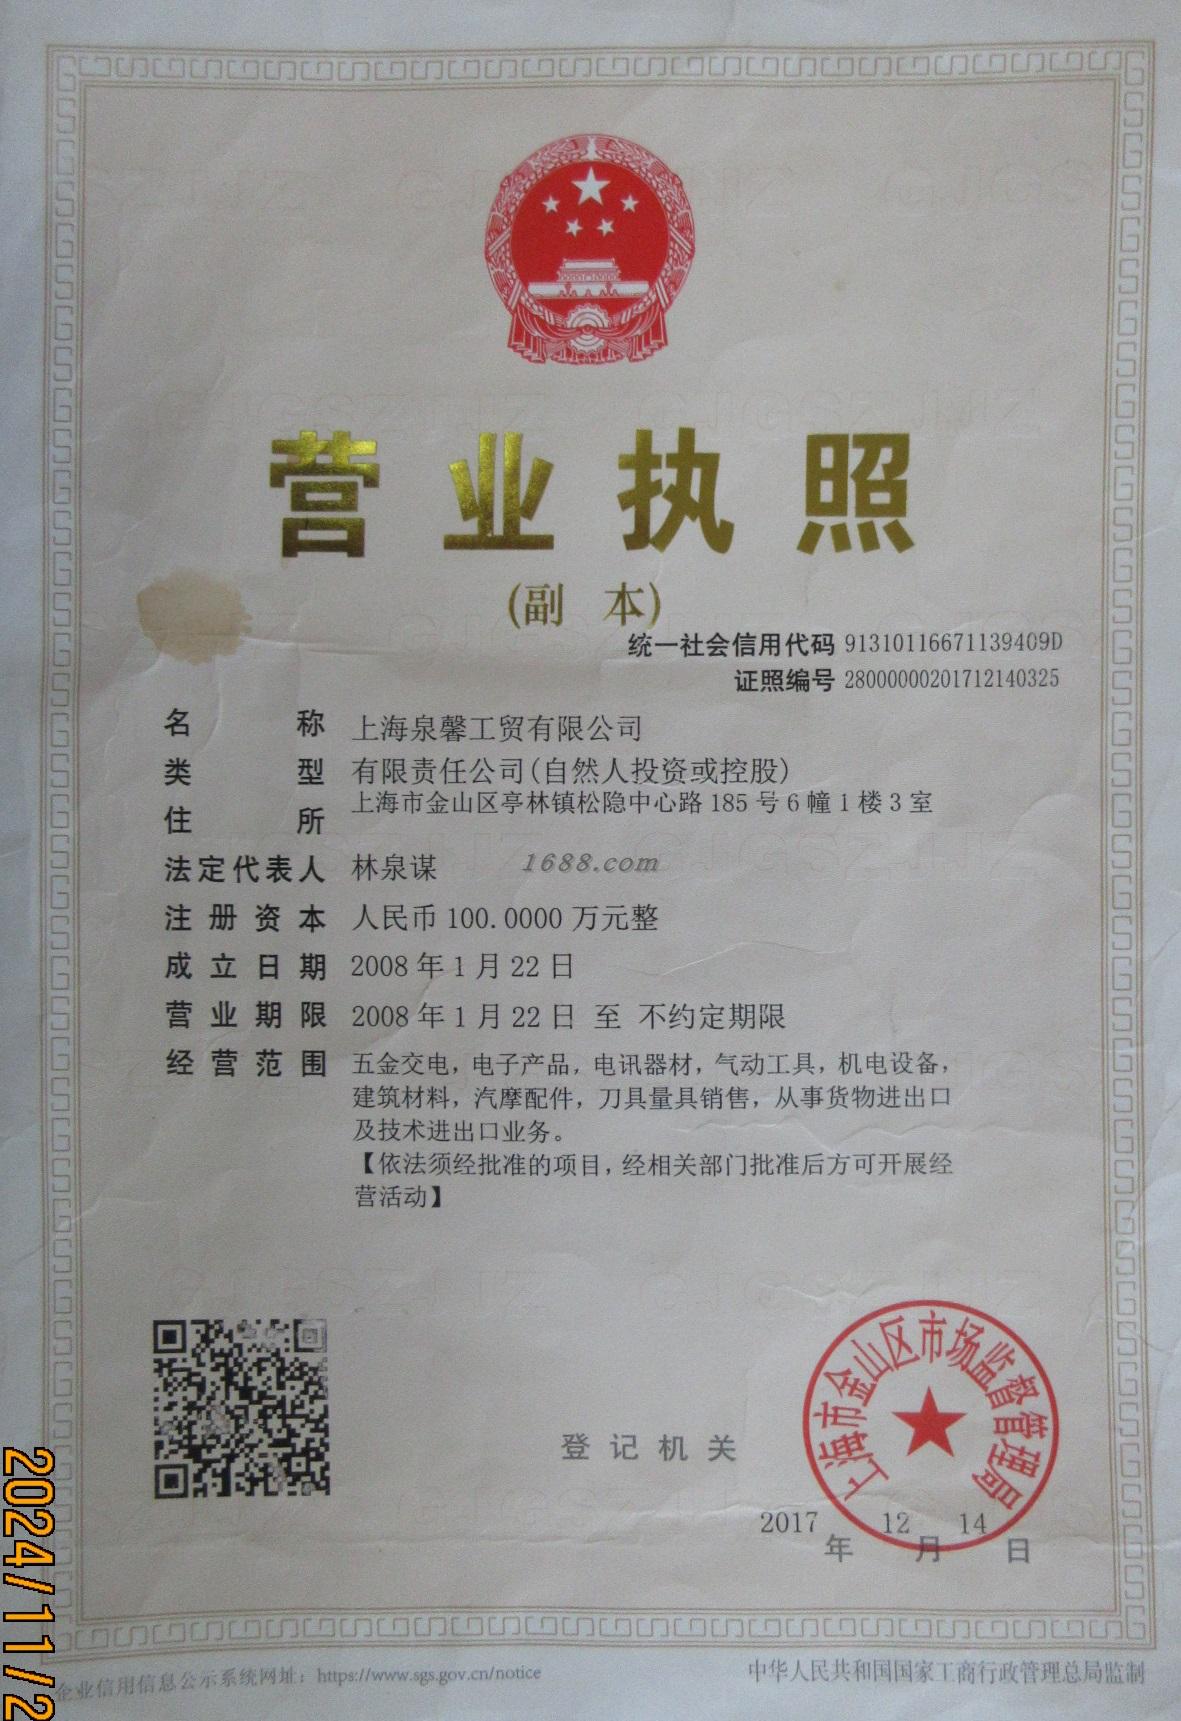 营业执照
(副 本)
统一社会信用代码 91310116671139409D
证照编号 28000000201712140325
名 称 上海泉馨工贸有限公司
类 型 有限责任公司(自然人投资或控股)
住 所 上海市金山区亭林镇松隐中心路185号6幢1楼3室
法定代表人 林泉谋
1688.com
注册资本 人民币100.0000万元整
成立日期 2008年1月22日
营业期限 2008年1月22日 至 不约定期限
经营范围 五金交电，电子产品，电讯器材，气动工具，机电设备，
建筑材料，汽摩配件，刀具量具销售，从事货物进出口
及技术进出口业务。
【依法须经批准的项目，经相关部门批准后方可开展经
营活动】
上海市金山区市场监督管理局
登记机关
2017年12月14日
企业信用信息公示系统网址：https://www.sgs.gov.cn/notice
中华人民共和国国家工商行政管理总局监制
2024/11/2